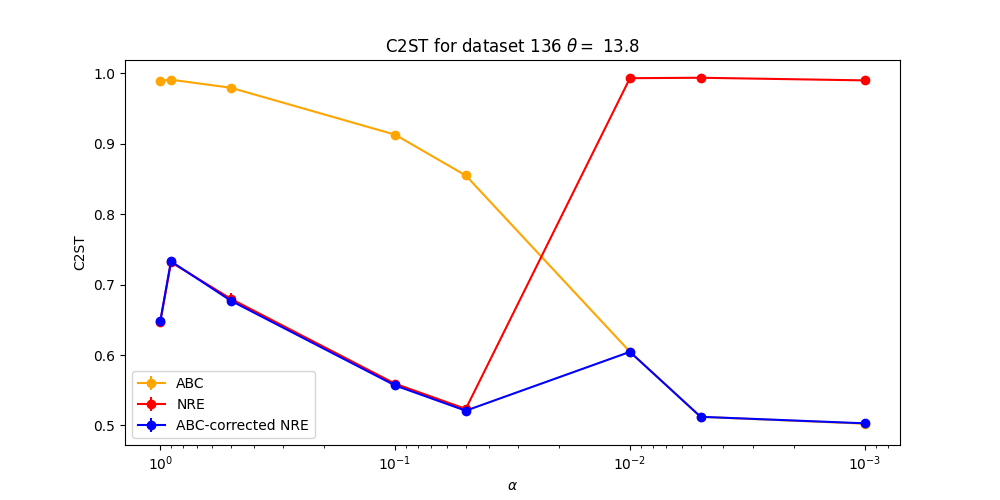 C2ST for dataset 136 θ = 13.8
C2ST
1.0
0.9
0.8
0.7
0.6
0.5
ABC
NRE
ABC-corrected NRE
10⁰
10⁻¹
10⁻²
10⁻³
α